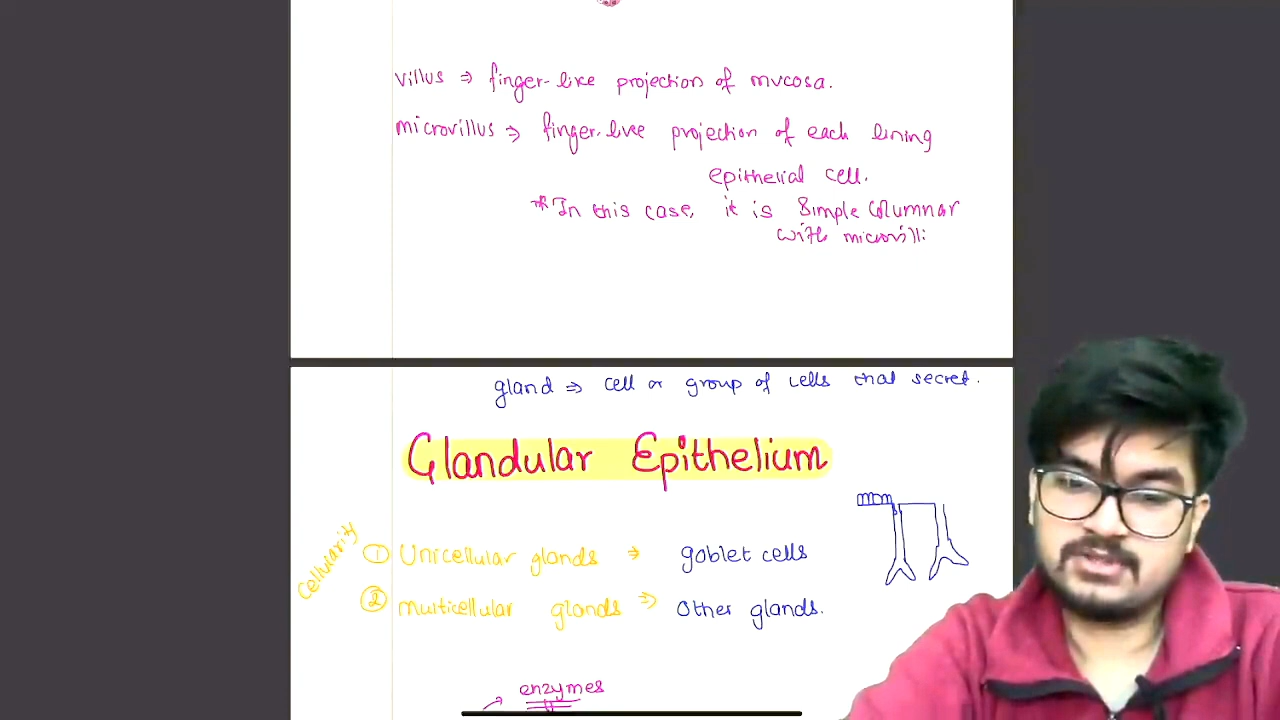 villus ⇒ finger-like projection of mucosa.
microvillus ⇒ finger-like projection of each lining
epithelial cell.
*In this case, it is Simple Columnar
with microvilli
gland ⇒ cell or group of cells that secret.
Glandular Epithelium
Cellularity
① Unicellular glands → goblet cells
② Multicellular glands ⇒ Other glands.
→ enzymes